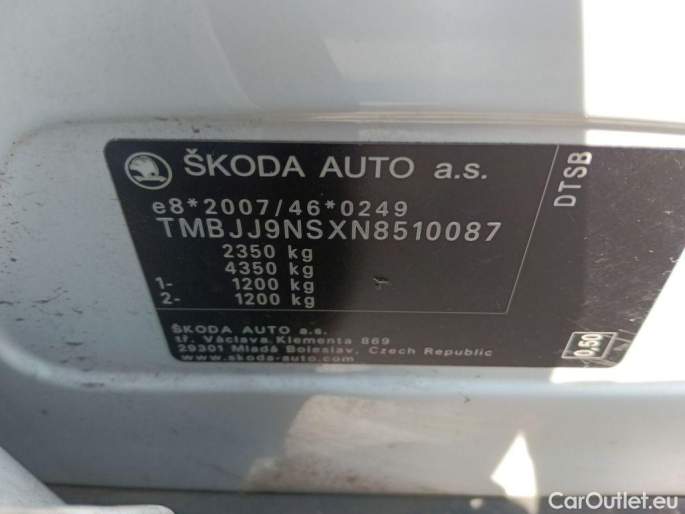 ŠKODA AUTO a.s.
e8*2007/46*0249
TMBJJ9NSXN8510087
2350 kg
4350 kg
1- 1200 kg
2- 1200 kg
ŠKODA AUTO a.s.
tř. Václava Klementa 869
29301 Mladá Boleslav, Czech Republic
www.skoda-auto.com
DTSB
0,50
CarOutlet.eu